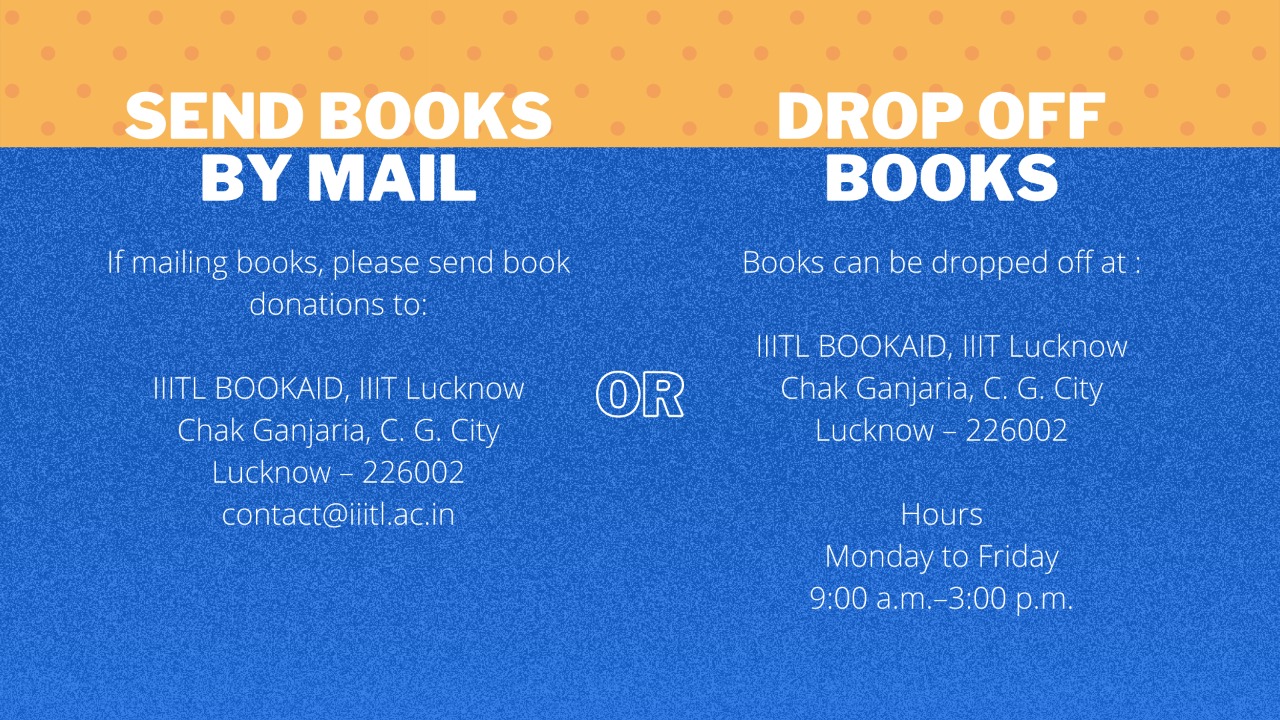 SEND BOOKS
BY MAIL
If mailing books, please send book
donations to:
IIITL BOOKAID, IIIT Lucknow
Chak Ganjaria, C. G. City
Lucknow – 226002
contact@iiitl.ac.in
OR
DROP OFF
BOOKS
Books can be dropped off at :
IIITL BOOKAID, IIIT Lucknow
Chak Ganjaria, C. G. City
Lucknow – 226002
Hours
Monday to Friday
9:00 a.m.–3:00 p.m.